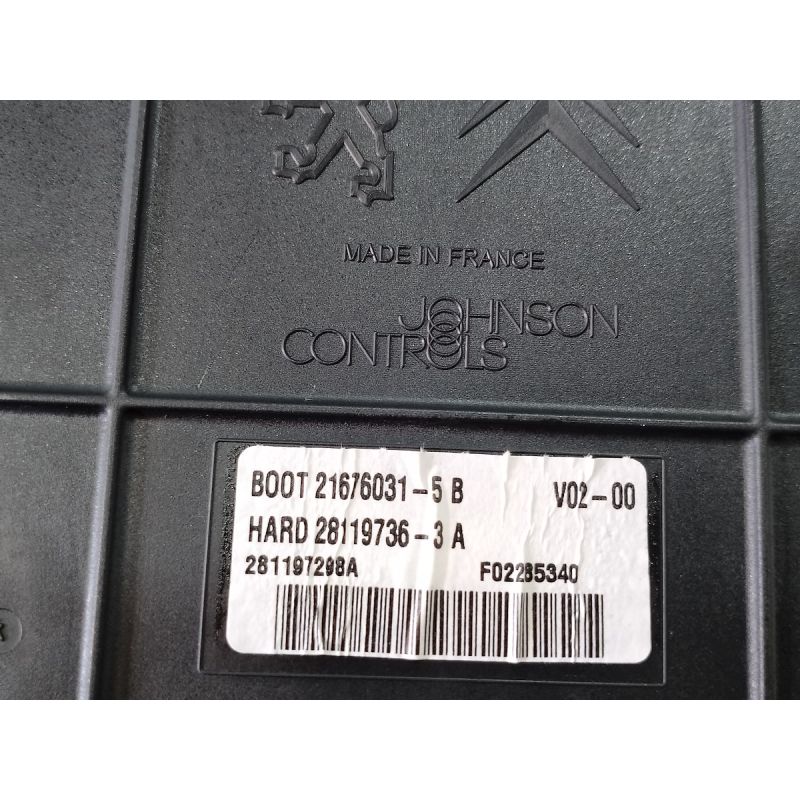 MADE IN FRANCE
JOHNSON
CONTROLS
BOOT 21676031-5 B V02-00
HARD 28119736-3 A
281197298A F02285340